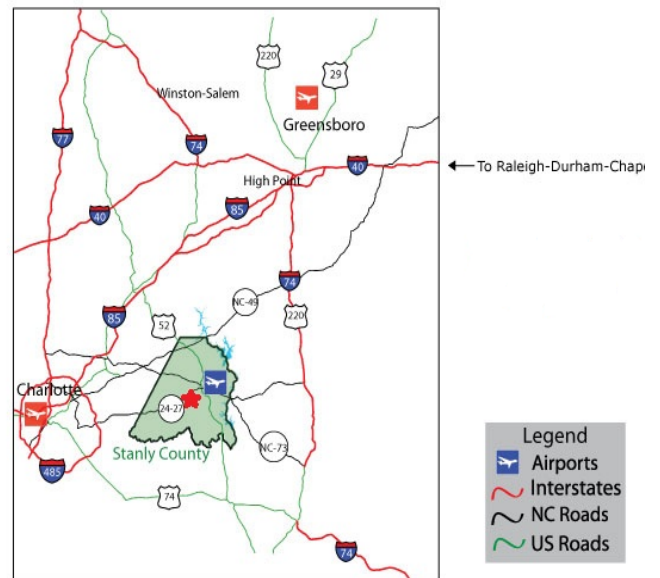 220
29
Winston-Salem
Greensboro
77
74
40
To Raleigh-Durham-Chape
High Point
40
85
74
NC-49
85
52
220
Charlotte
24-27
Stanly County
NC-73
485
74
74
Legend
Airports
Interstates
NC Roads
US Roads